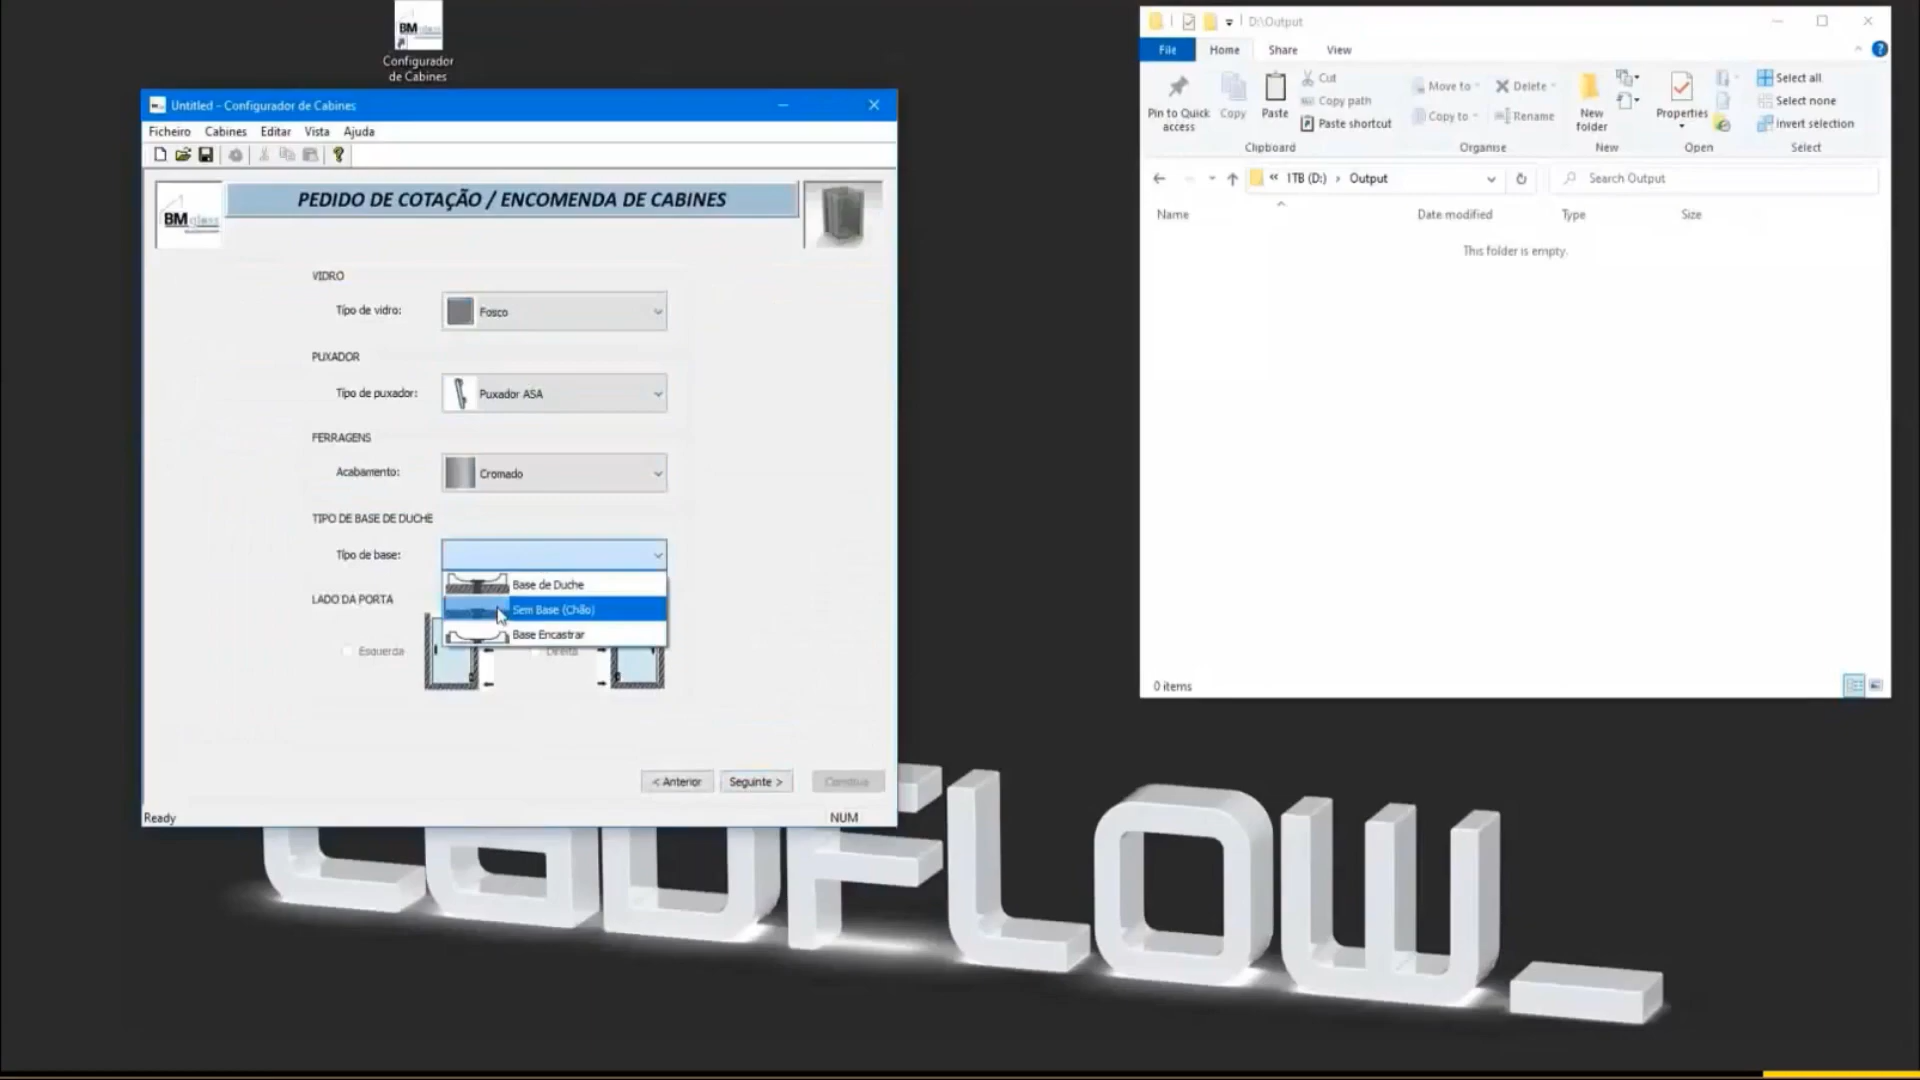 BM glass
Configurador
de Cabines
Untitled - Configurador de Cabines
Ficheiro Cabines Editar Vista Ajuda
BM glass
PEDIDO DE COTAÇÃO / ENCOMENDA DE CABINES
VIDRO
Tipo de vidro: Fosco
PUXADOR
Tipo de puxador: Puxador ASA
FERRAGENS
Acabamento: Cromado
TIPO DE BASE DE DUCHE
Tipo de base:
Base de Duche
Sem Base (Chão)
Base Encastrar
LADO DA PORTA
Esquerda Direita
< Anterior Seguinte >
Ready NUM
D:\Output
File Home Share View
Pin to Quick
access
Copy
Paste
Cut
Copy path
Paste shortcut
Clipboard
Move to
Copy to
Delete
Rename
Organise
New
folder
New
Properties
Open
Select all
Select none
Invert selection
Select
« 1TB (D:) › Output
Search Output
Name Date modified Type Size
This folder is empty.
0 items
CADFLOW_